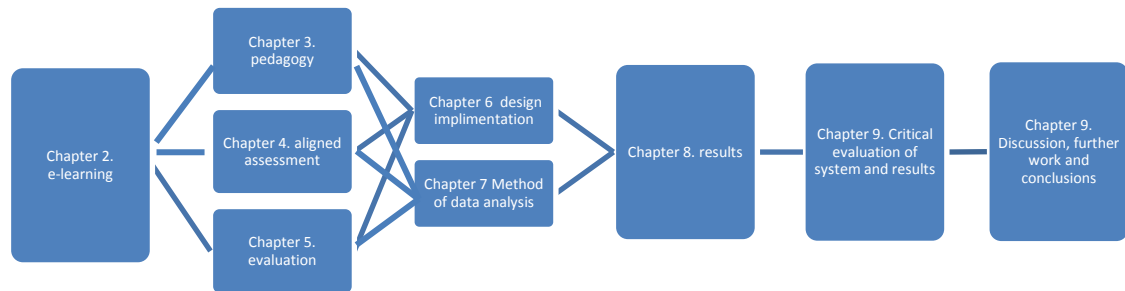 Chapter 2.
e-learning
Chapter 3.
pedagogy
Chapter 4. aligned
assessment
Chapter 5.
evaluation
Chapter 6  design
implimentation
Chapter 7 Method
of data analysis
Chapter 8. results
Chapter 9. Critical
evaluation of
system and results
Chapter 9.
Discussion, further
work and
conclusions